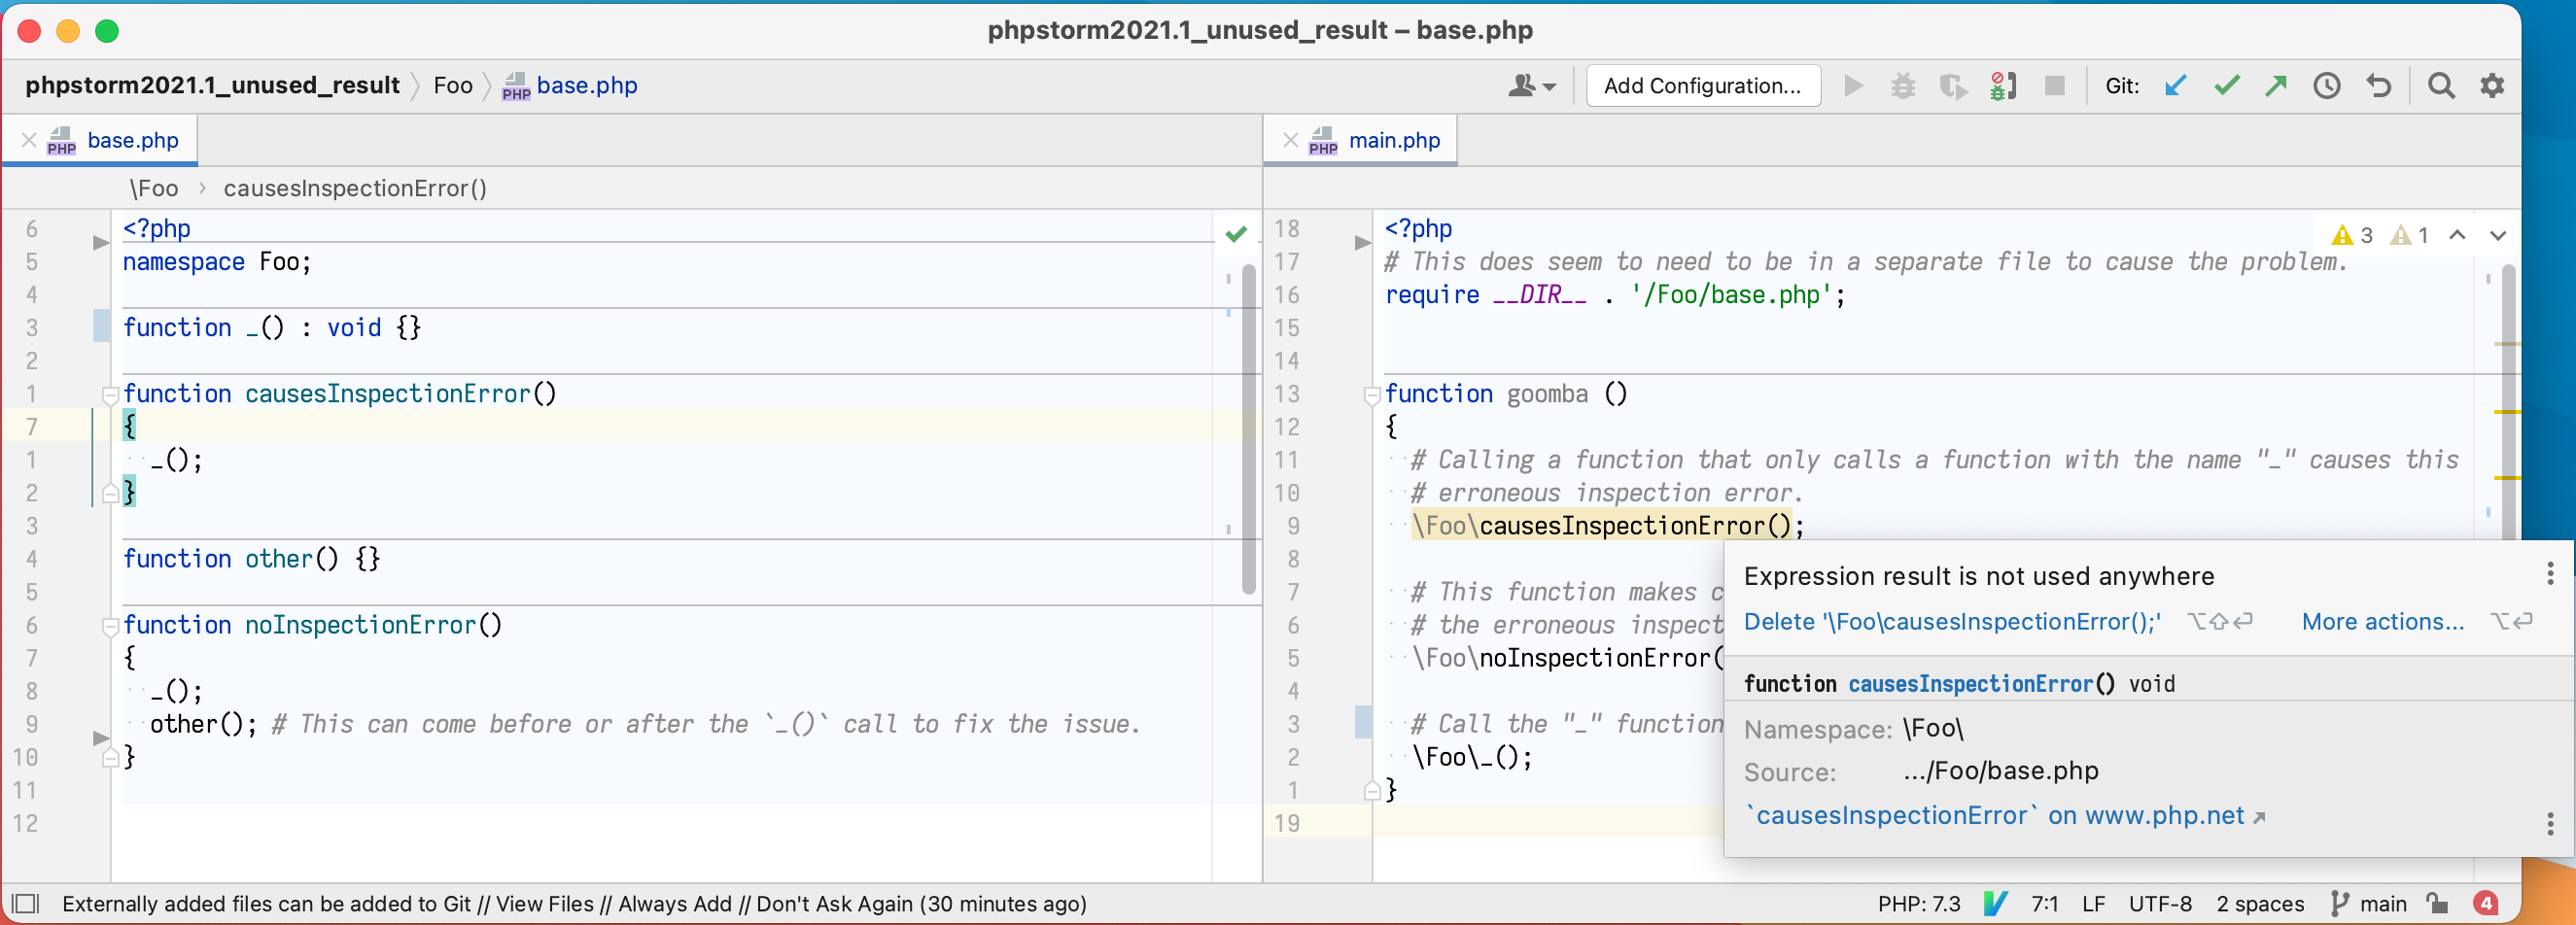 phpstorm2021.1_unused_result – base.php
phpstorm2021.1_unused_result Foo PHP base.php Add Configuration... Git:
PHP base.php
PHP main.php
\Foo › causesInspectionError()
6 <?php
5 namespace Foo;
4
3 function _() : void {}
2
1 function causesInspectionError()
7 {
1 _();
2 }
3
4 function other() {}
5
6 function noInspectionError()
7 {
8 _();
9 other(); # This can come before or after the `_()` call to fix the issue.
10 }
11
12
18 <?php 3 1
17 # This does seem to need to be in a separate file to cause the problem.
16 require __DIR__ . '/Foo/base.php';
15
14
13 function goomba ()
12 {
11 # Calling a function that only calls a function with the name "_" causes this
10 # erroneous inspection error.
9 \Foo\causesInspectionError();
8
7 # This function makes
6 # the erroneous
5 \Foo\noInspectionError(
4
3 # Call the "_" function
2 \Foo\_();
1 }
19
Expression result is not used anywhere
Delete '\Foo\causesInspectionError();' ⌥⇧⏎ More actions... ⌥⏎
function causesInspectionError() void
Namespace: \Foo\
Source: .../Foo/base.php
`causesInspectionError` on www.php.net ↗
Externally added files can be added to Git // View Files // Always Add // Don't Ask Again (30 minutes ago) PHP: 7.3 7:1 LF UTF-8 2 spaces main 4